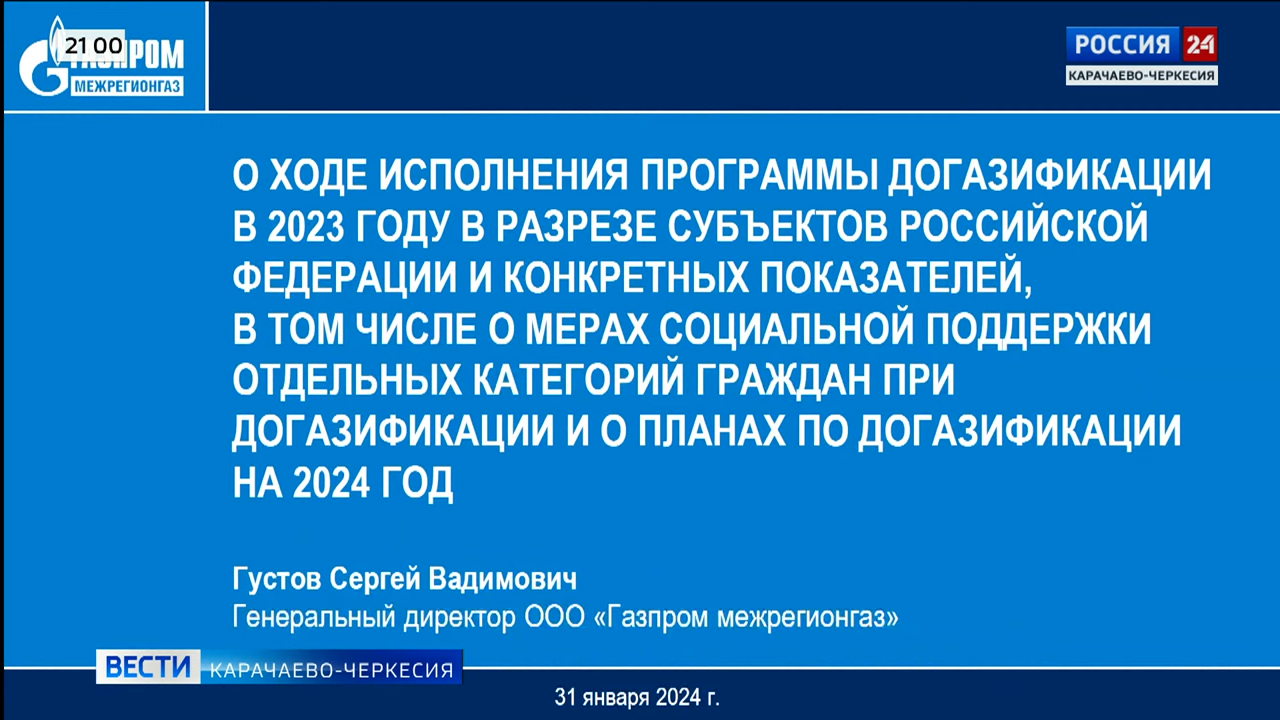 21 00
ПРОМ
МЕЖРЕГИОНГАЗ
РОССИЯ 24
КАРАЧАЕВО-ЧЕРКЕСИЯ
О ХОДЕ ИСПОЛНЕНИЯ ПРОГРАММЫ ДОГАЗИФИКАЦИИ
В 2023 ГОДУ В РАЗРЕЗЕ СУБЪЕКТОВ РОССИЙСКОЙ
ФЕДЕРАЦИИ И КОНКРЕТНЫХ ПОКАЗАТЕЛЕЙ,
В ТОМ ЧИСЛЕ О МЕРАХ СОЦИАЛЬНОЙ ПОДДЕРЖКИ
ОТДЕЛЬНЫХ КАТЕГОРИЙ ГРАЖДАН ПРИ
ДОГАЗИФИКАЦИИ И О ПЛАНАХ ПО ДОГАЗИФИКАЦИИ
НА 2024 ГОД
Густов Сергей Вадимович
Генеральный директор ООО «Газпром межрегионгаз»
ВЕСТИ КАРАЧАЕВО-ЧЕРКЕСИЯ
31 января 2024 г.